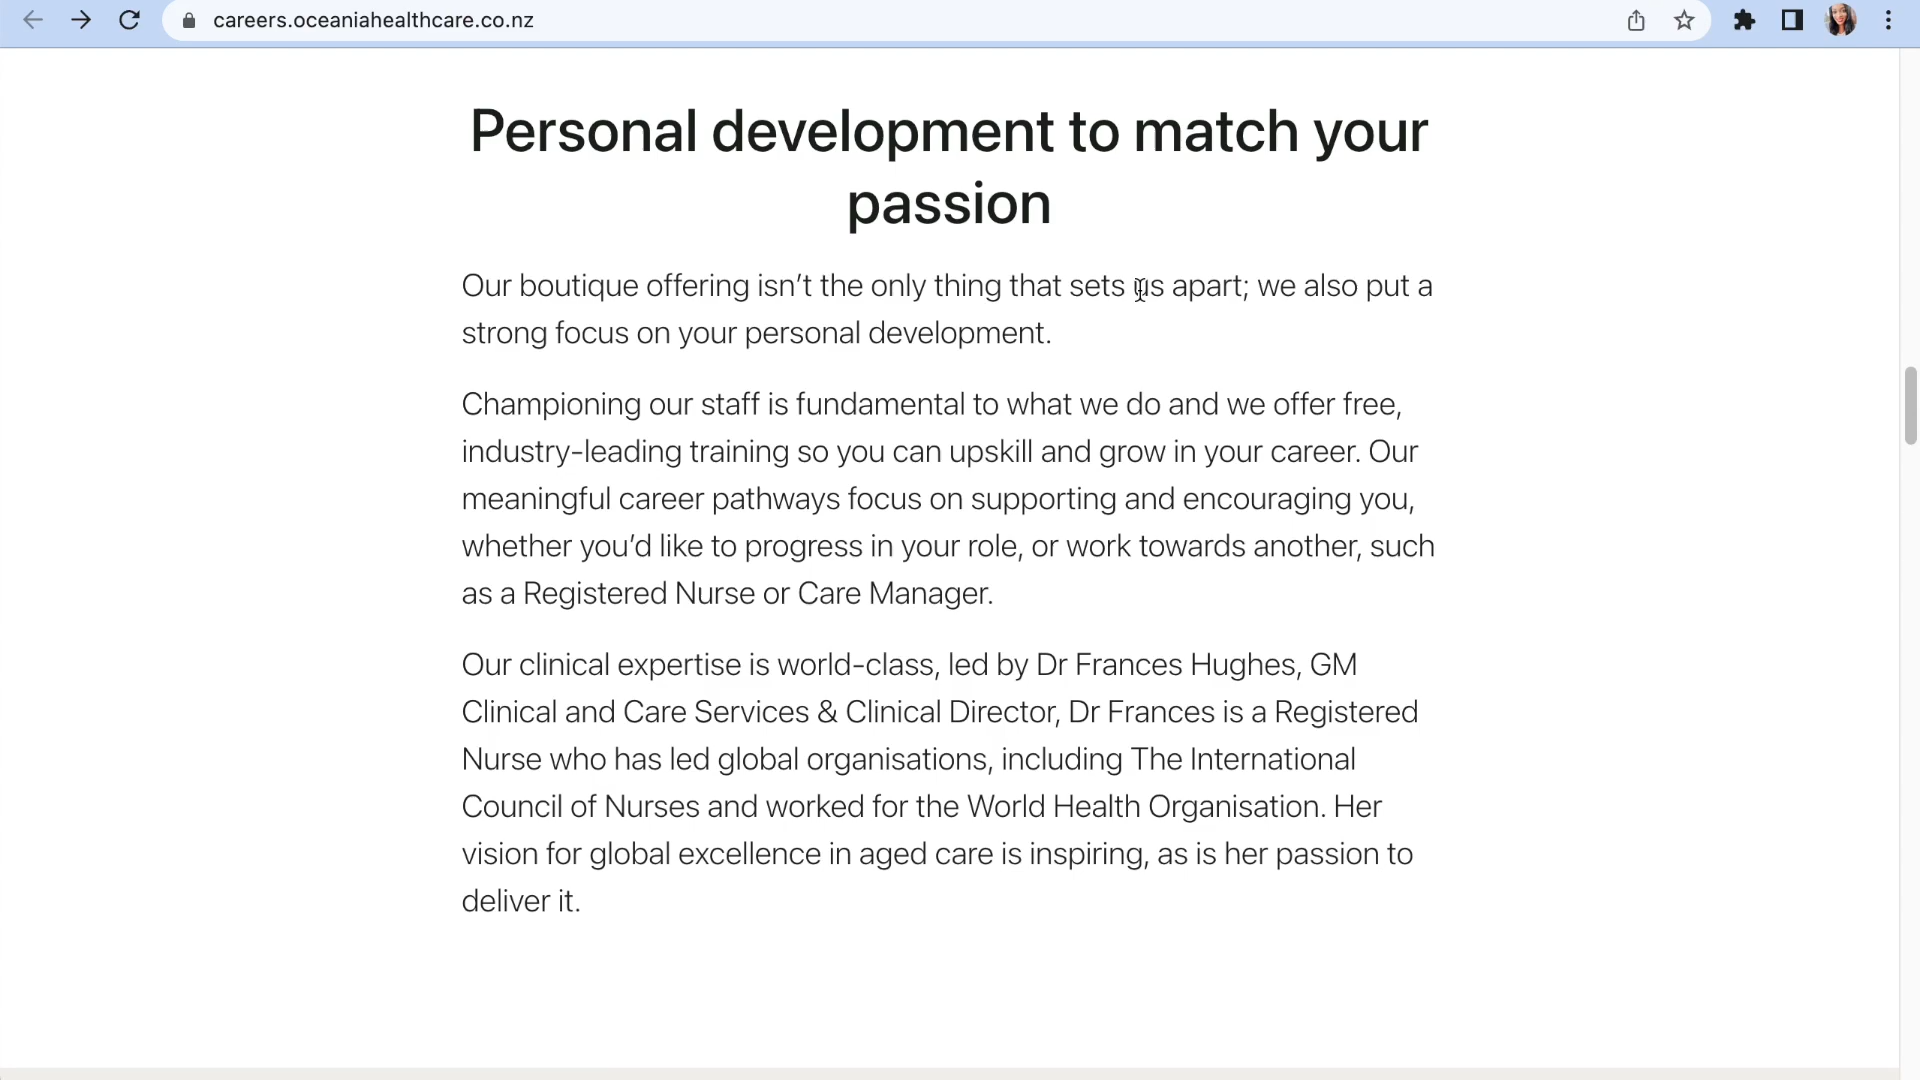 careers.oceaniahealthcare.co.nz
Personal development to match your
passion
Our boutique offering isn’t the only thing that sets us apart; we also put a
strong focus on your personal development.
Championing our staff is fundamental to what we do and we offer free,
industry-leading training so you can upskill and grow in your career. Our
meaningful career pathways focus on supporting and encouraging you,
whether you’d like to progress in your role, or work towards another, such
as a Registered Nurse or Care Manager.
Our clinical expertise is world-class, led by Dr Frances Hughes, GM
Clinical and Care Services & Clinical Director, Dr Frances is a Registered
Nurse who has led global organisations, including The International
Council of Nurses and worked for the World Health Organisation. Her
vision for global excellence in aged care is inspiring, as is her passion to
deliver it.